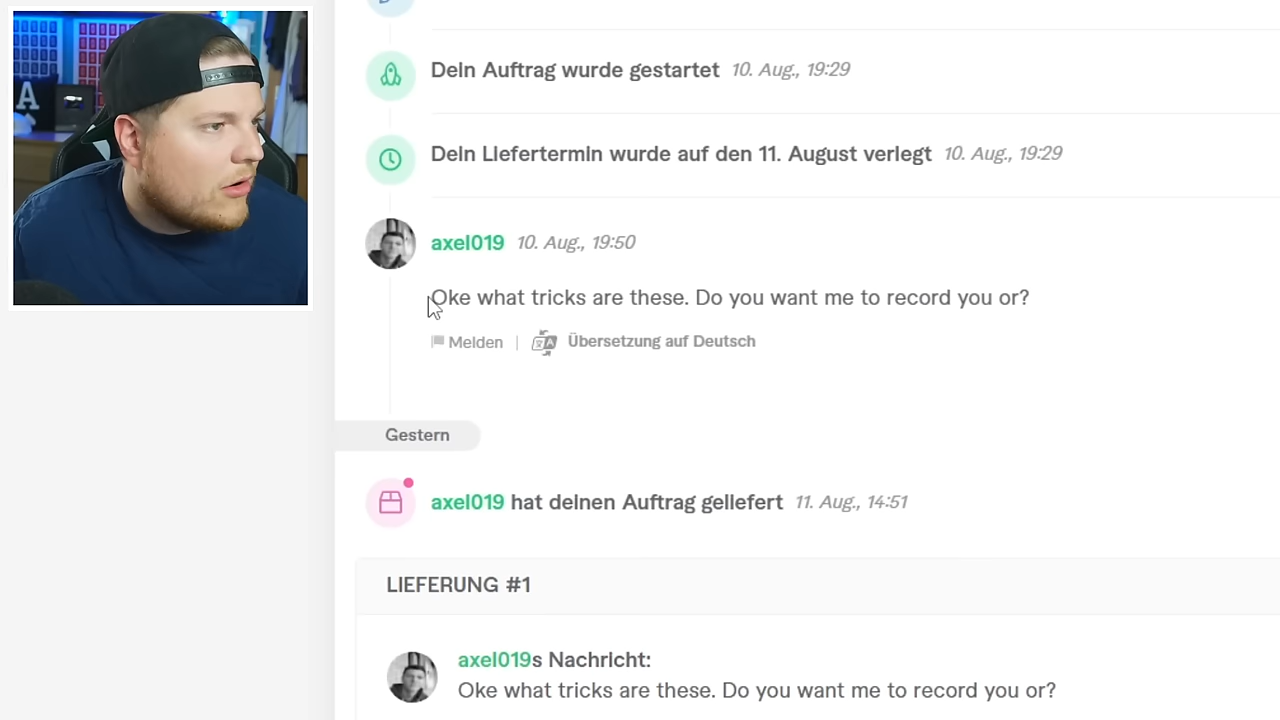 A
Dein Auftrag wurde gestartet 10. Aug., 19:29
Dein Liefertermin wurde auf den 11. August verlegt 10. Aug., 19:29
axel019 10. Aug., 19:50
Oke what tricks are these. Do you want me to record you or?
Melden | Übersetzung auf Deutsch
Gestern
axel019 hat deinen Auftrag geliefert 11. Aug., 14:51
LIEFERUNG #1
axel019s Nachricht:
Oke what tricks are these. Do you want me to record you or?